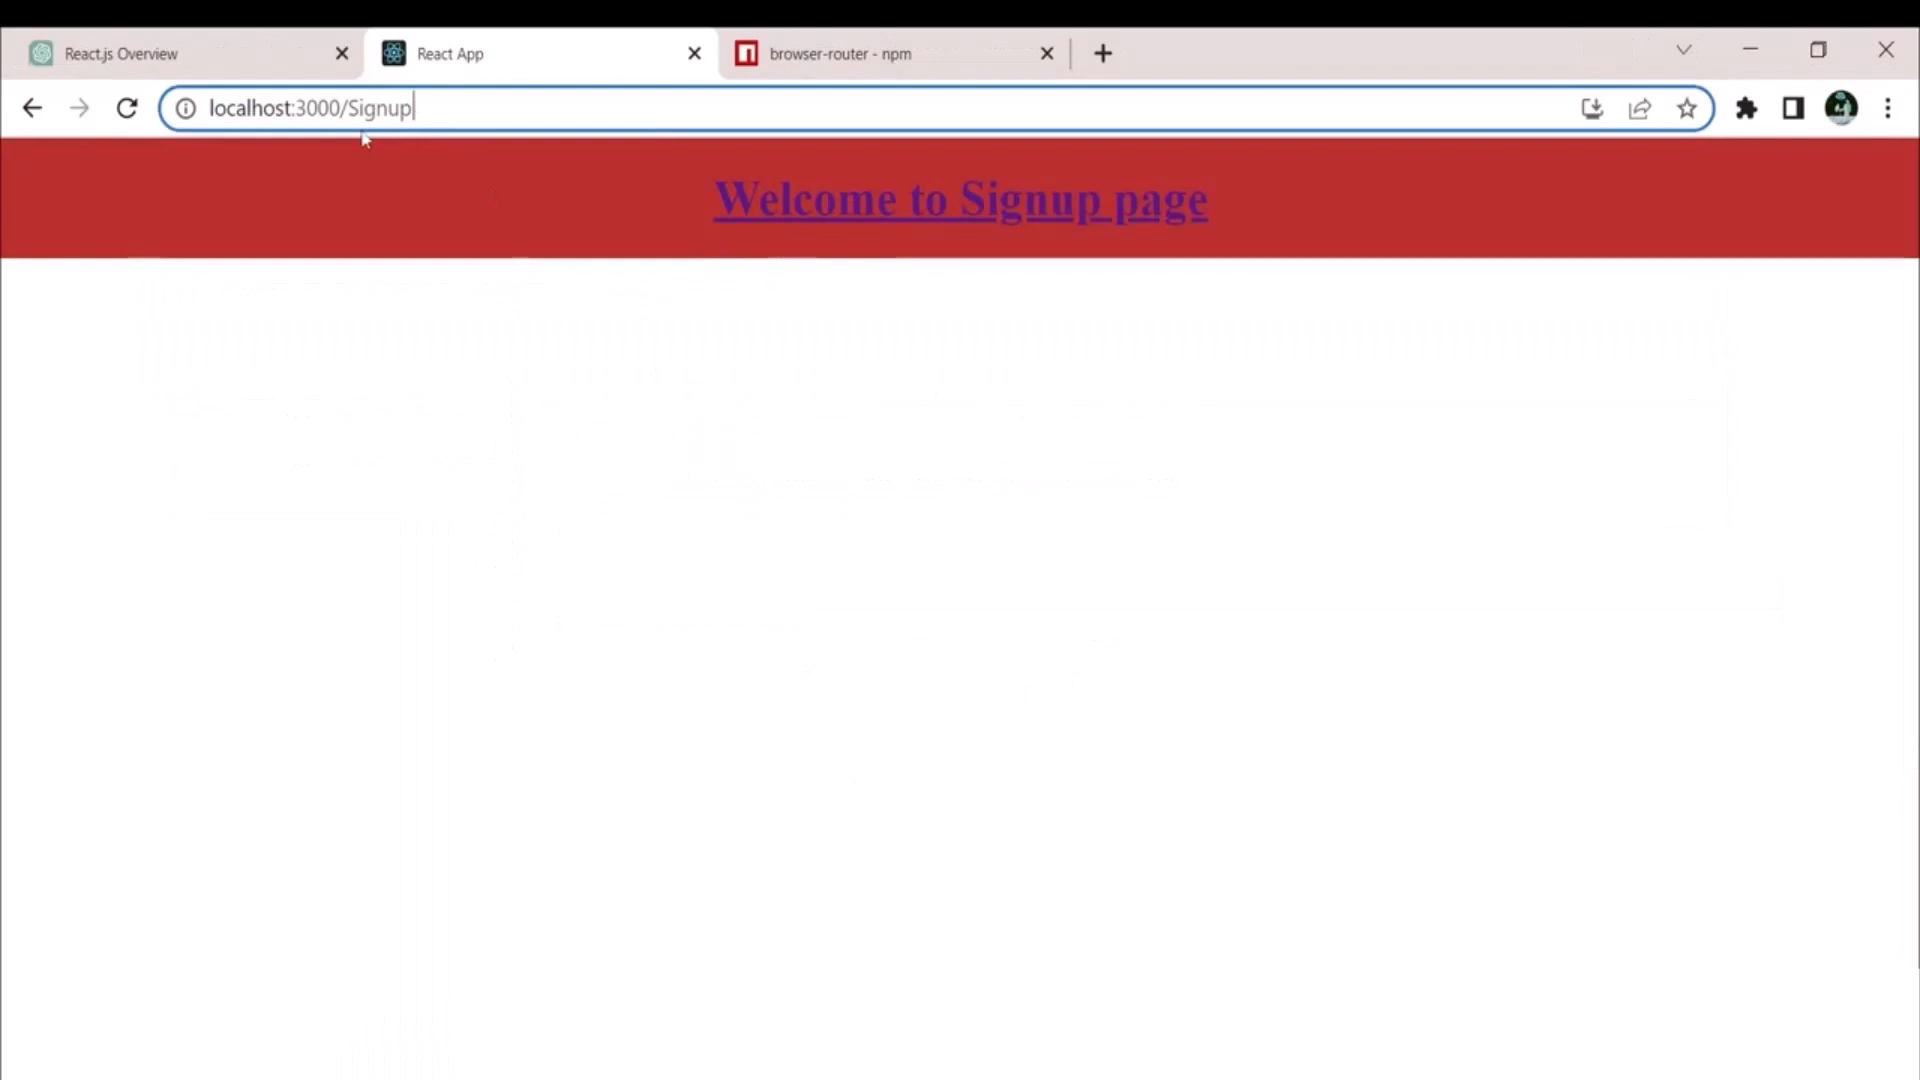 React.js Overview
React App
browser-router - npm
localhost:3000/Signup
Welcome to Signup page